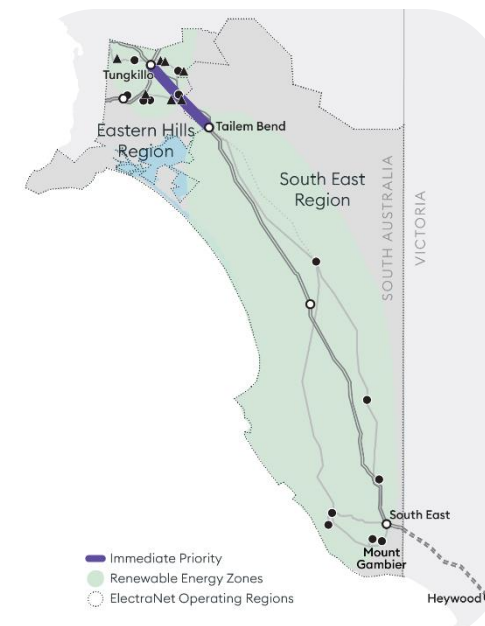 Tungkillo
Tailem Bend
Eastern Hills
Region
South East
Region
SOUTH AUSTRALIA
VICTORIA
South East
Mount
Gambier
Heywood
Immediate Priority
Renewable Energy Zones
ElectraNet Operating Regions